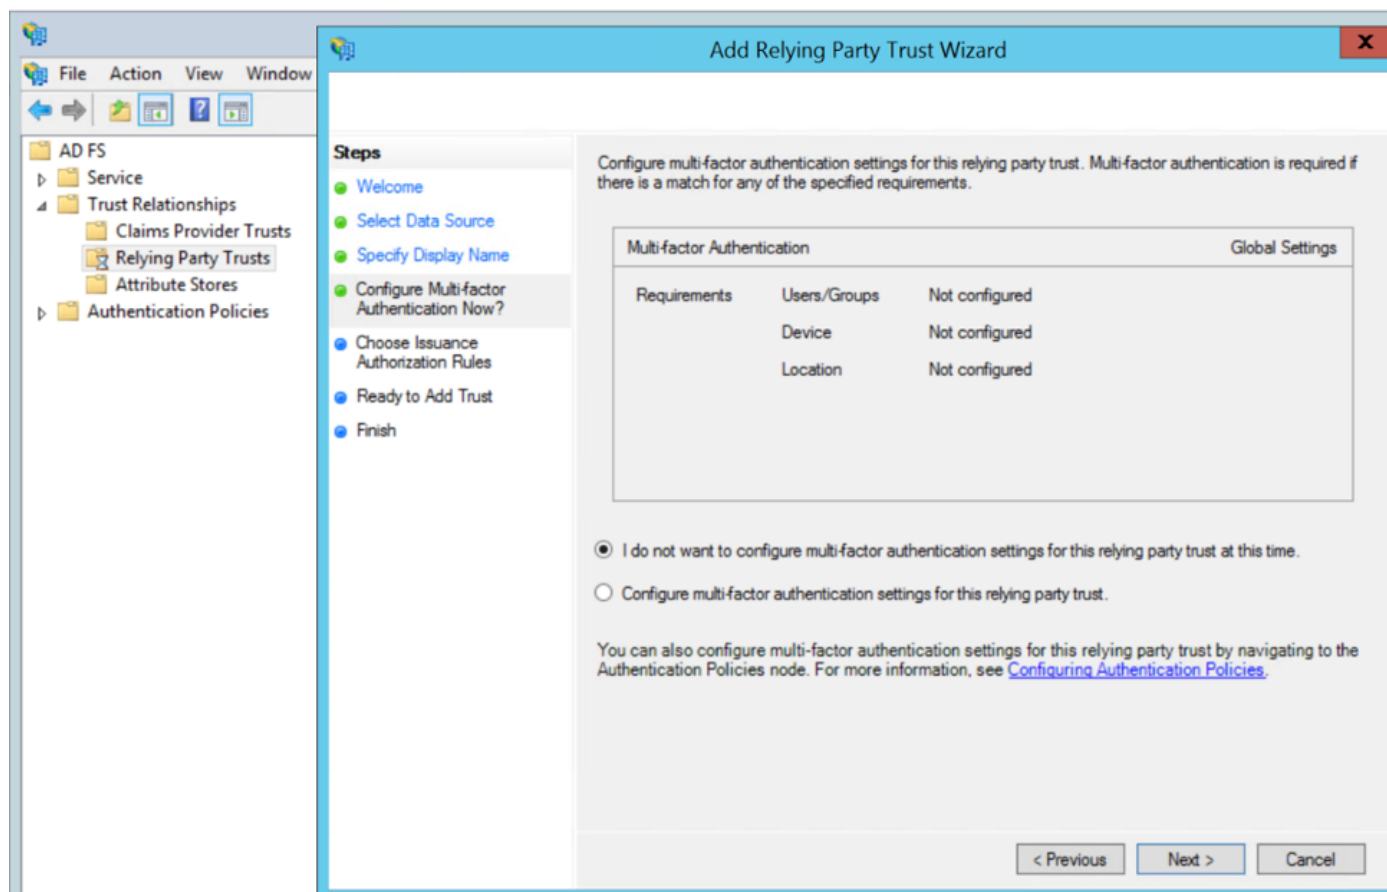 Add Relying Party Trust Wizard
X
File Action View Window
AD FS
Service
Trust Relationships
Claims Provider Trusts
Relying Party Trusts
Attribute Stores
Authentication Policies
Steps
Welcome
Select Data Source
Specify Display Name
Configure Multi-factor
Authentication Now?
Choose Issuance
Authorization Rules
Ready to Add Trust
Finish
Configure multi-factor authentication settings for this relying party trust. Multi-factor authentication is required if
there is a match for any of the specified requirements.
Multi-factor Authentication Global Settings
Requirements Users/Groups Not configured
Device Not configured
Location Not configured
I do not want to configure multi-factor authentication settings for this relying party trust at this time.
Configure multi-factor authentication settings for this relying party trust.
You can also configure multi-factor authentication settings for this relying party trust by navigating to the
Authentication Policies node. For more information, see Configuring Authentication Policies.
< Previous Next > Cancel